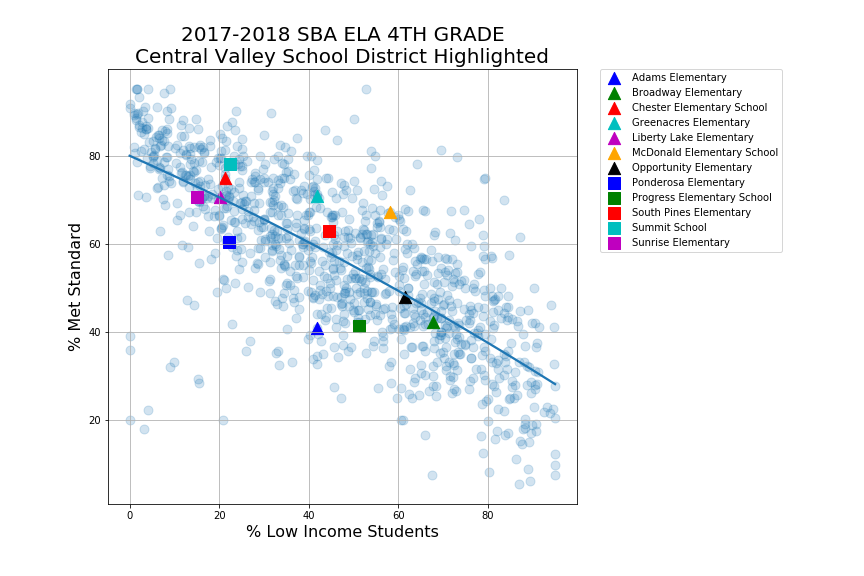 2017-2018 SBA ELA 4TH GRADE
Central Valley School District Highlighted
% Met Standard
80
60
40
20
0
20
40
60
80
% Low Income Students
Adams Elementary
Broadway Elementary
Chester Elementary School
Greenacres Elementary
Liberty Lake Elementary
McDonald Elementary School
Opportunity Elementary
Ponderosa Elementary
Progress Elementary School
South Pines Elementary
Summit School
Sunrise Elementary